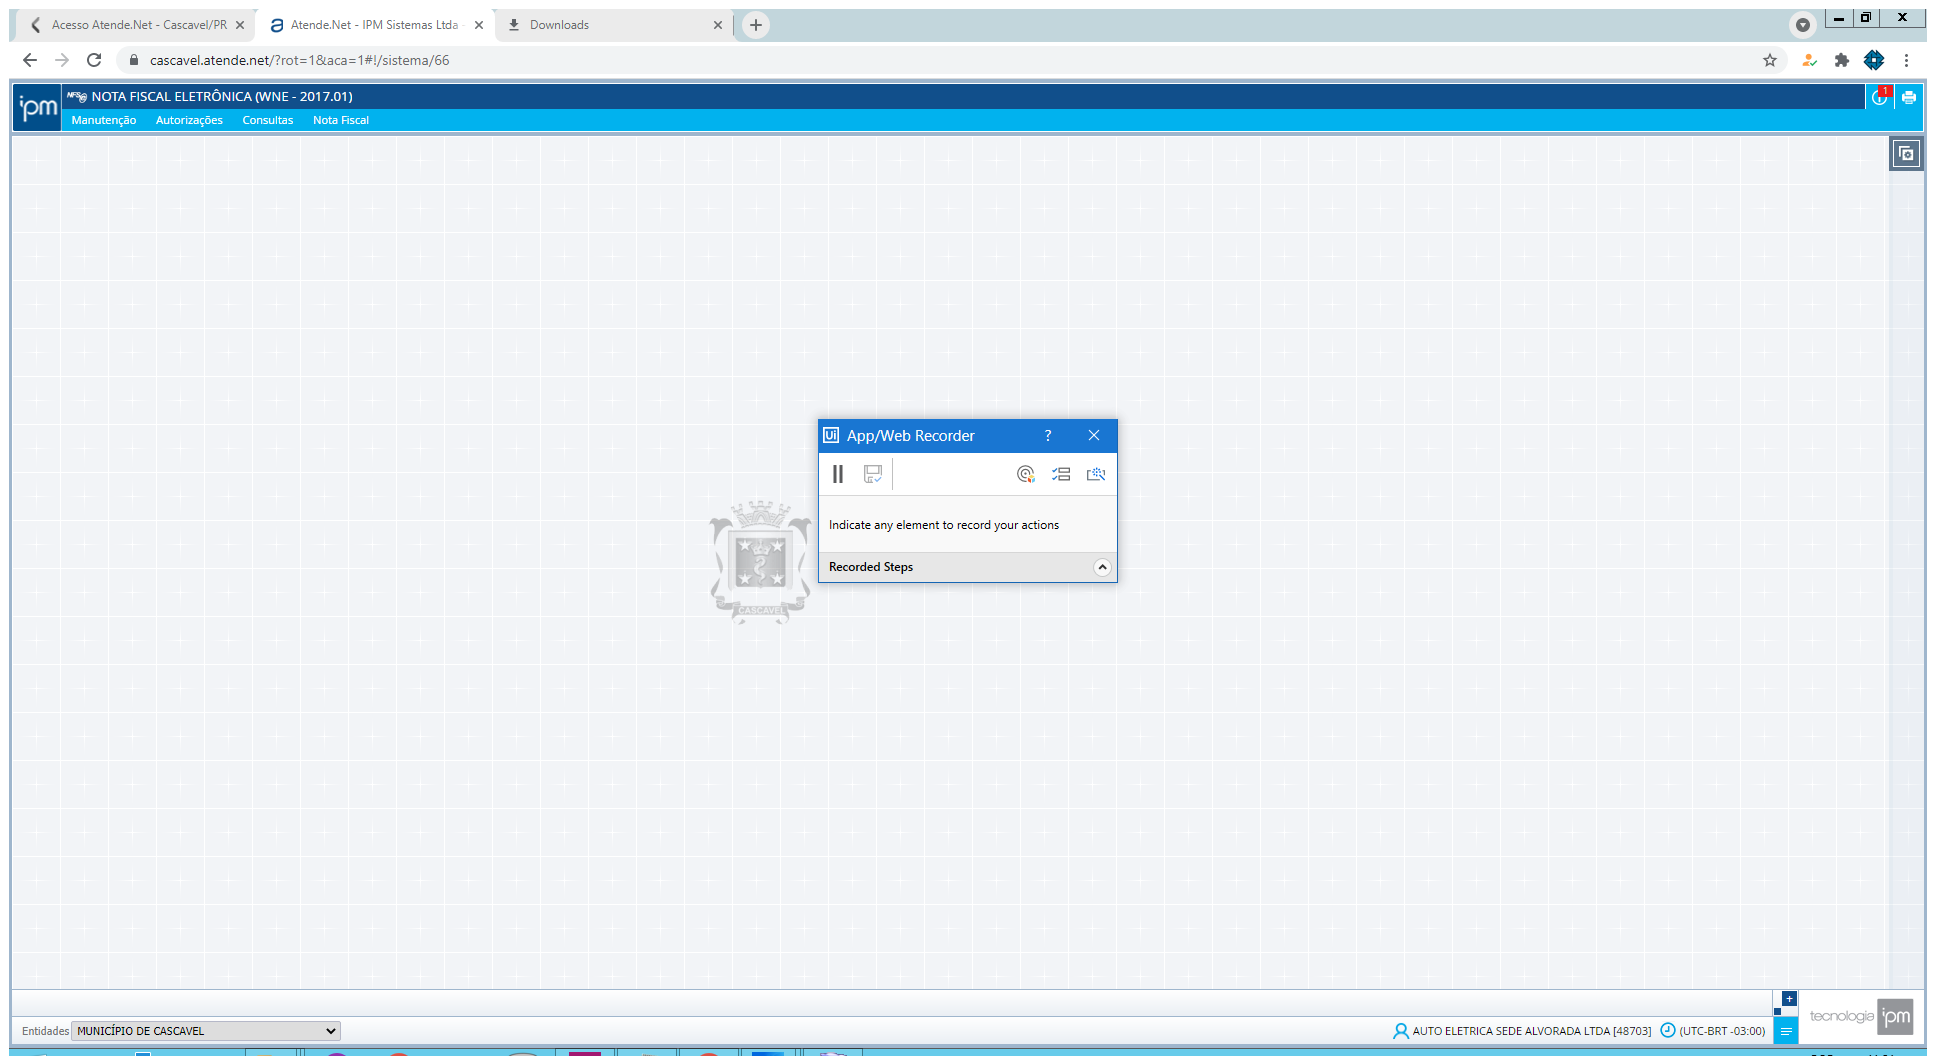 Acesso Atende.Net - Cascavel/PR
Atende.Net - IPM Sistemas Ltda
Downloads
cascavel.atende.net/?rot=1&aca=1#!/sistema/66
ipm
NFSe NOTA FISCAL ELETRÔNICA (WNE - 2017.01)
1
Manutenção Autorizações Consultas Nota Fiscal
Ui App/Web Recorder ?
Indicate any element to record your actions
Recorded Steps
CASCAVEL
Entidades MUNICÍPIO DE CASCAVEL
AUTO ELETRICA SEDE ALVORADA LTDA [48703] (UTC-BRT -03:00)
tecnologia ipm